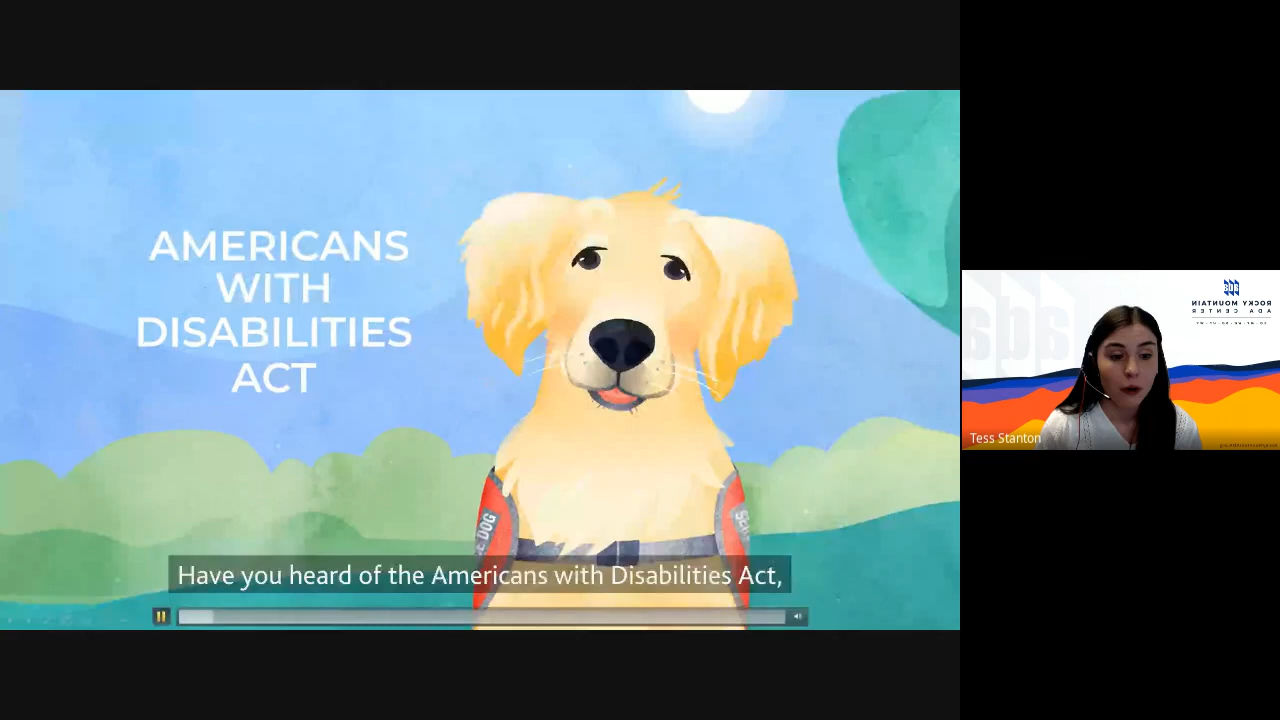 AMERICANS
WITH
DISABILITIES
ACT
DOG
Have you heard of the Americans with Disabilities Act,
ROCKY MOUNTAIN
ADA CENTER
Tess Stanton